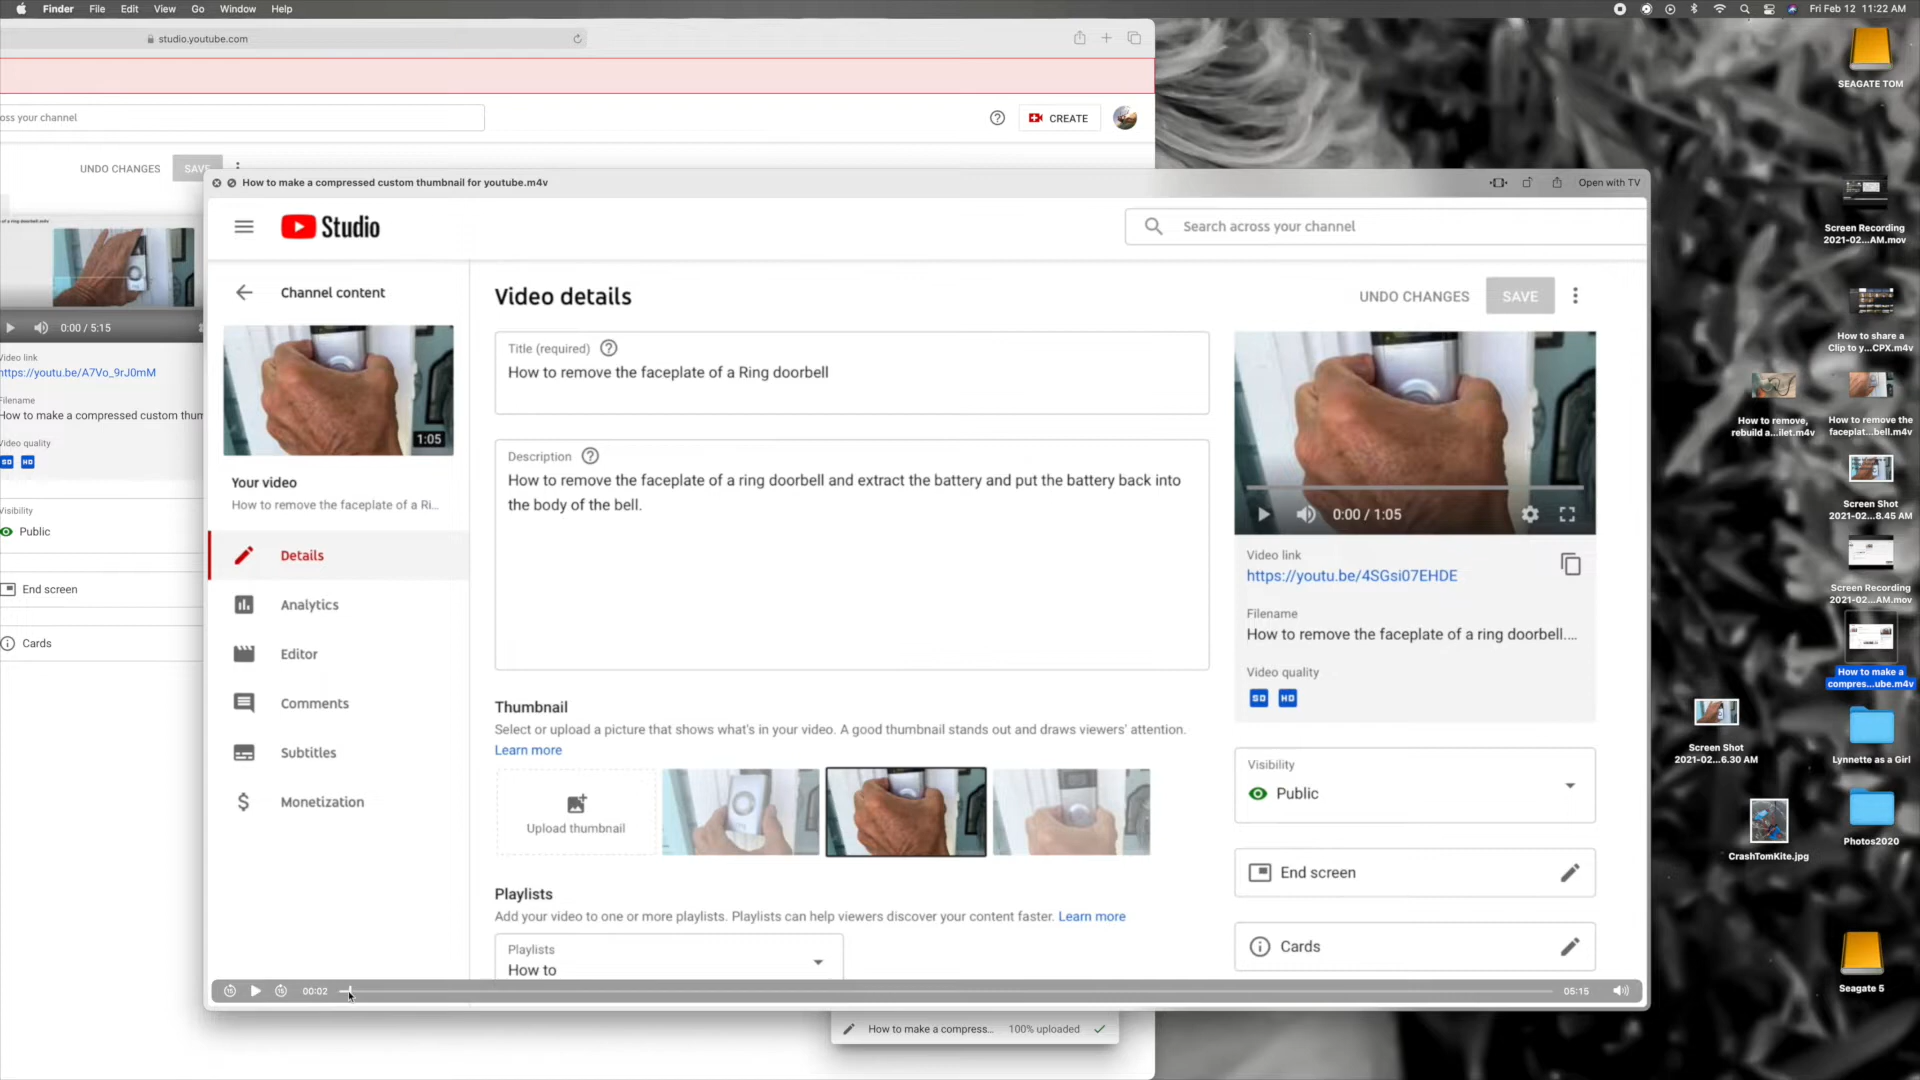 Finder File Edit View Go Window Help
Fri Feb 12 11:22 AM
studio.youtube.com
oss your channel
CREATE
UNDO CHANGES
SAVE
0:00 / 5:15
Video link
https://youtu.be/A7Vo_9rJ0mM
Filename
How to make a compressed custom thum
Video quality
SD HD
Visibility
Public
End screen
Cards
How to make a compressed custom thumbnail for youtube.m4v
Open with TV
Studio
Search across your channel
Channel content
1:05
Your video
How to remove the faceplate of a Ri...
Details
Analytics
Editor
Comments
Subtitles
Monetization
Video details
UNDO CHANGES
SAVE
Title (required)
How to remove the faceplate of a Ring doorbell
Description
How to remove the faceplate of a ring doorbell and extract the battery and put the battery back into
the body of the bell.
Thumbnail
Select or upload a picture that shows what's in your video. A good thumbnail stands out and draws viewers' attention.
Learn more
Upload thumbnail
Playlists
Add your video to one or more playlists. Playlists can help viewers discover your content faster. Learn more
Playlists
How to
0:00 / 1:05
Video link
https://youtu.be/4SGsi07EHDE
Filename
How to remove the faceplate of a ring doorbell....
Video quality
SD HD
Visibility
Public
End screen
Cards
00:02
05:15
How to make a compress...
100% uploaded
SEAGATE TOM
Screen Recording
2021-02...AM.mov
How to share a
Clip to y...CPX.m4v
How to remove,
rebuild a...ilet.m4v
How to remove the
faceplat...bell.m4v
Screen Shot
2021-02...8.45 AM
Screen Recording
2021-02...AM.mov
How to make a
compres...ube.m4v
Screen Shot
2021-02...6.30 AM
Lynnette as a Girl
CrashTomKite.jpg
Photos2020
Seagate 5